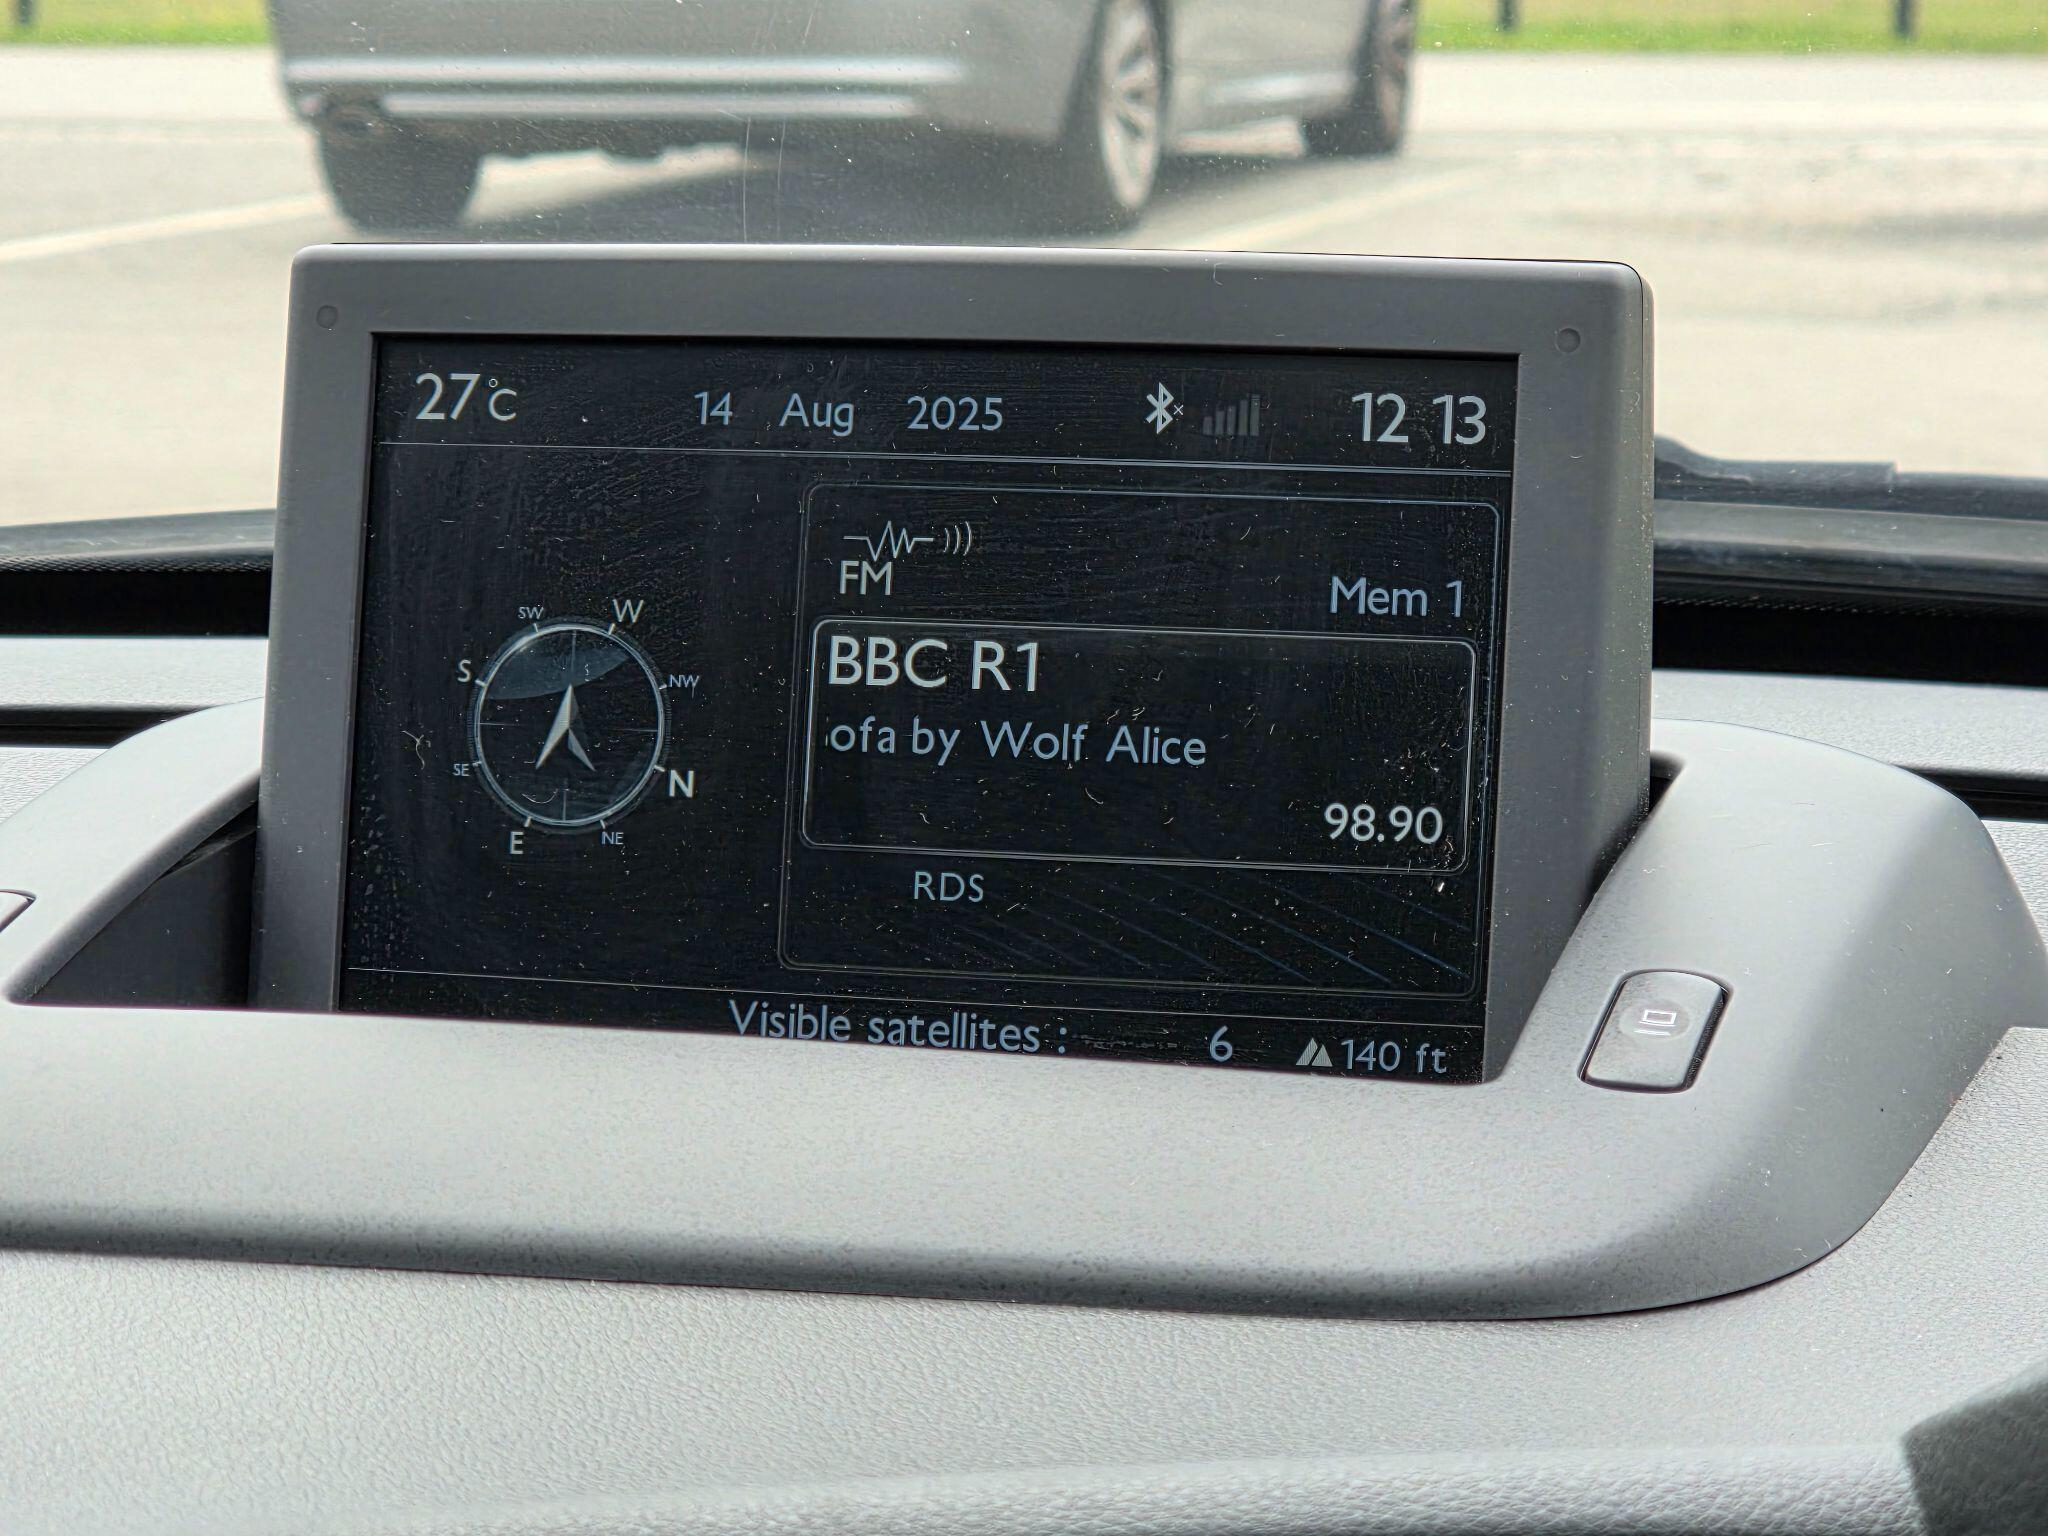 27°C 14 Aug 2025 12 13
FM
Mem 1
BBC R1
ofa by Wolf Alice
98.90
RDS
SW W
S NW
SE N
E NE
Visible satellites : 6 140 ft